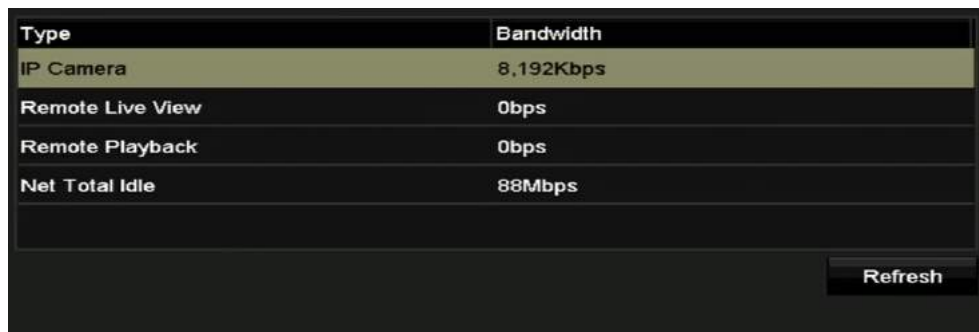 Type Bandwidth
IP Camera 8,192Kbps
Remote Live View 0bps
Remote Playback 0bps
Net Total Idle 88Mbps
Refresh